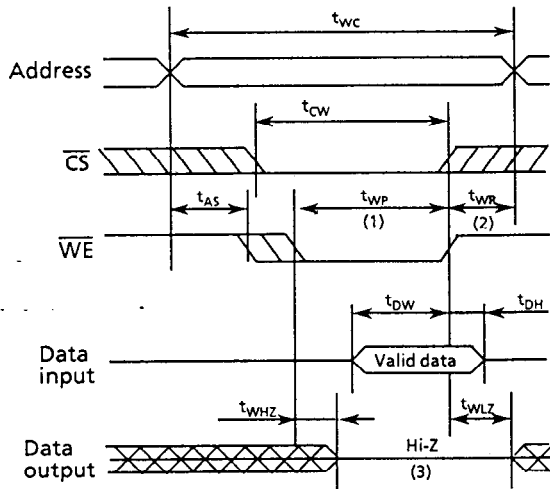 tWC
Address
tCW
CS
tAS
tWP
tWR
(1)
(2)
WE
tDW
tDH
Data
input
Valid data
tWHZ
tWLZ
Data
output
Hi-Z
(3)